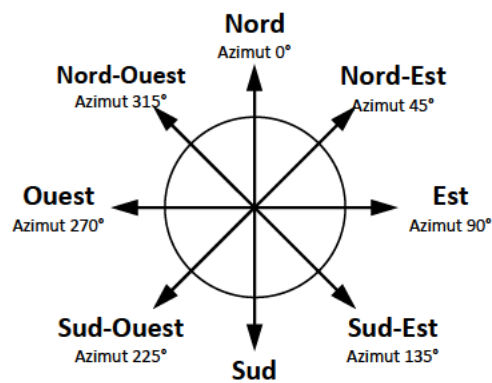 Nord
Azimut 0°
Nord-Ouest
Azimut 315°
Nord-Est
Azimut 45°
Ouest
Azimut 270°
Est
Azimut 90°
Sud-Ouest
Azimut 225°
Sud-Est
Azimut 135°
Sud